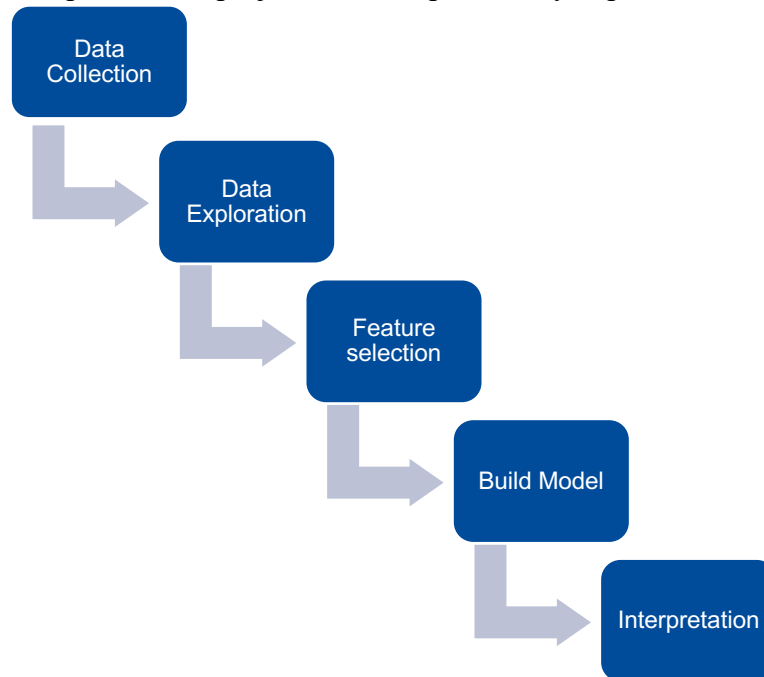 Data
Collection
Data
Exploration
Feature
selection
Build Model
Interpretation